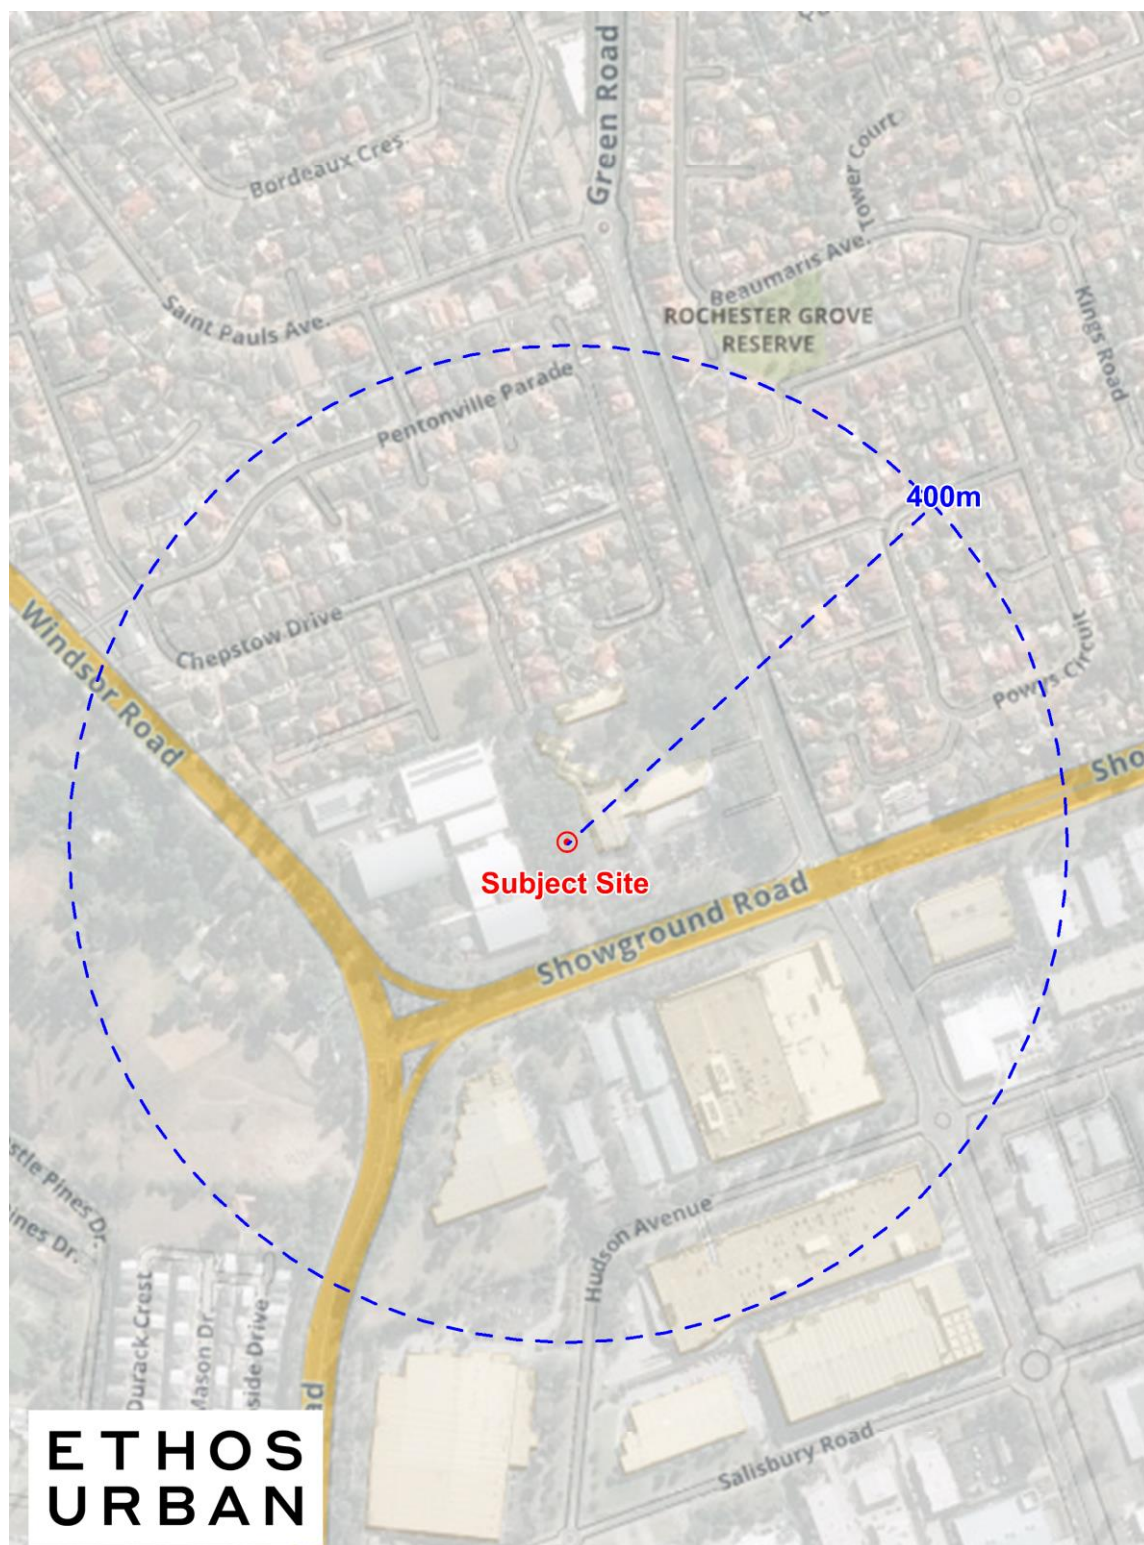 Green Road
Bordeaux Cres.
Tower Court
Beaumaris Ave.
Saint Pauls Ave.
ROCHESTER GROVE
RESERVE
Kings Road
Pentonville Parade
400m
Windsor Road
Chepstow Drive
Powys Circuit
Sho
Subject Site
Showground Road
stle Pines Dr.
ines Dr.
Hudson Avenue
Durack Crest
Mason Dr.
side Drive
ad
Salisbury Road
ETHOS
URBAN